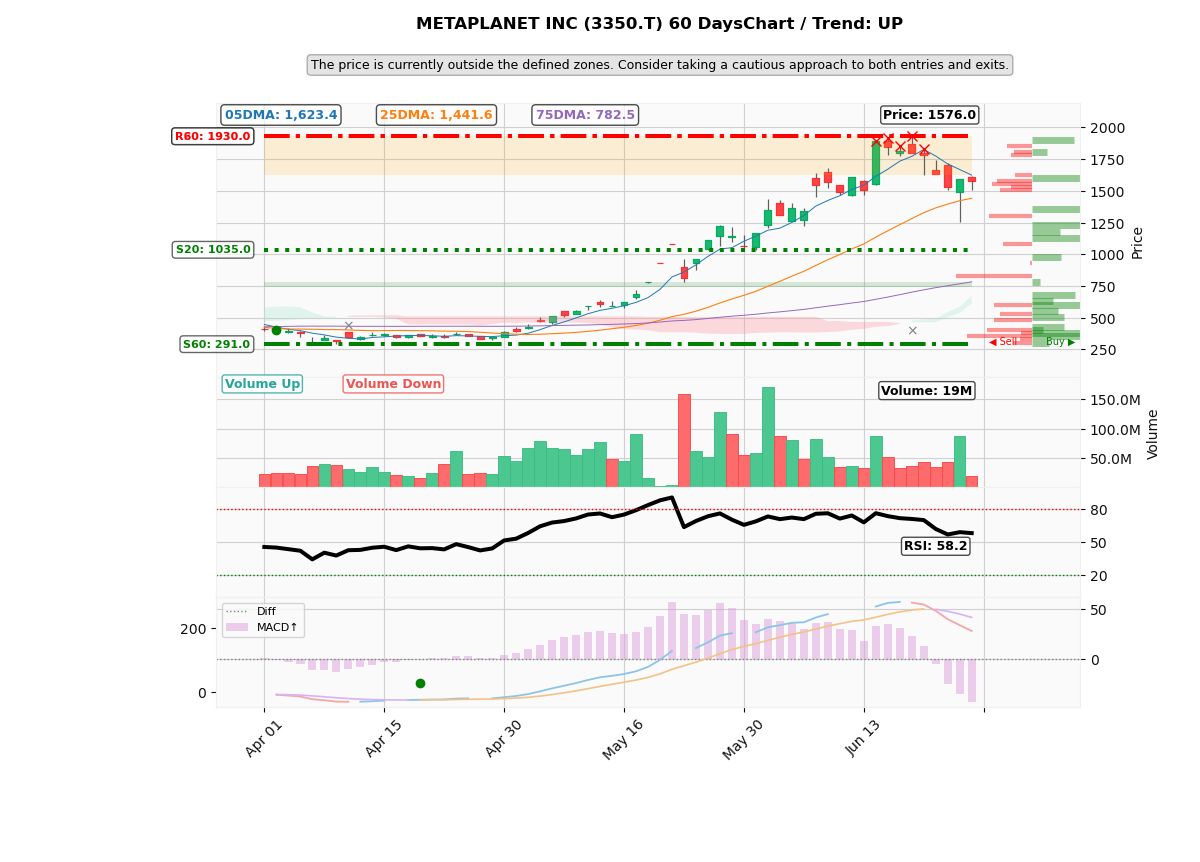 METAPLANET INC (3350.T) 60 DaysChart / Trend: UP
The price is currently outside the defined zones. Consider taking a cautious approach to both entries and exits.
05DMA: 1,623.4
25DMA: 1,441.6
75DMA: 782.5
Price: 1576.0
R60: 1930.0
S20: 1035.0
S60: 291.0
2000
1750
1500
1250
1000
750
500
250
Price
◀ Sell
Buy ▶
Volume Up
Volume Down
Volume: 19M
150.0M
100.0M
50.0M
Volume
80
50
20
RSI: 58.2
Diff
MACD↑
200
0
50
0
Apr 01
Apr 15
Apr 30
May 16
May 30
Jun 13